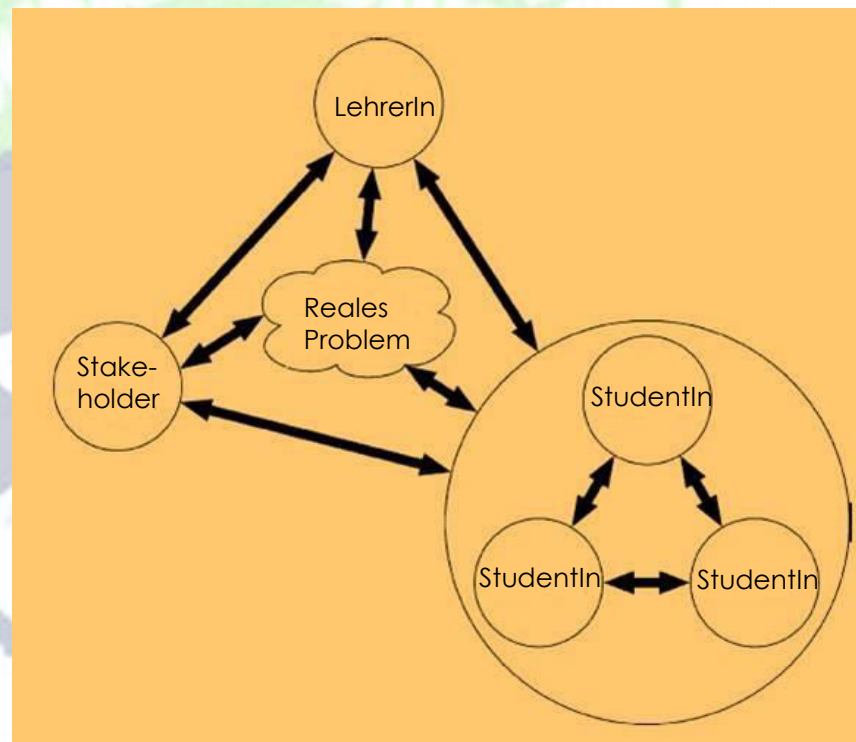 LehrerIn
Reales
Problem
Stake-
holder
StudentIn
StudentIn
StudentIn